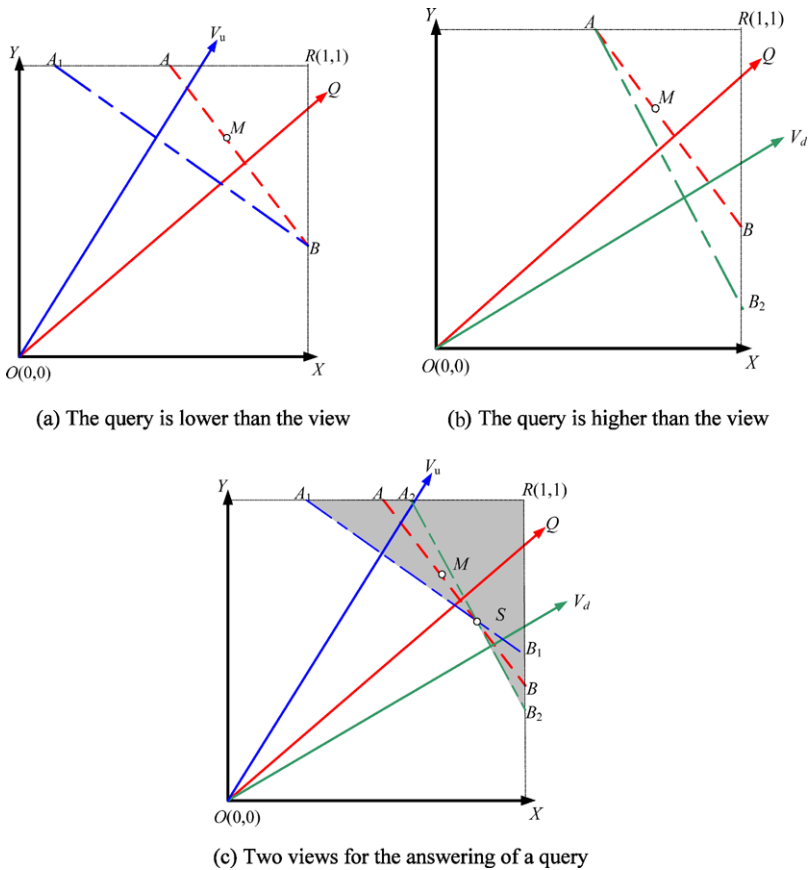 Y
A₁
Vᵤ
A
R(1,1)
Q
M
B
X
O(0,0)
(a) The query is lower than the view
Y
A
R(1,1)
Q
M
V_d
B
B₂
X
O(0,0)
(b) The query is higher than the view
Y
A₁
A
A₂
Vᵤ
R(1,1)
Q
M
S
V_d
B₁
B
B₂
X
O(0,0)
(c) Two views for the answering of a query